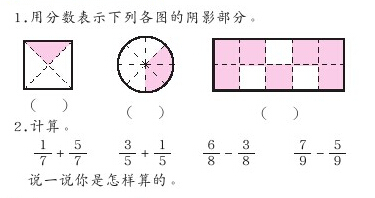 1.用分数表示下列各图的阴影部分。
(  )  (  )  (  )
2.计算。
1/7 + 5/7  3/5 + 1/5  6/8 - 3/8  7/9 - 5/9
说一说你是怎样算的。